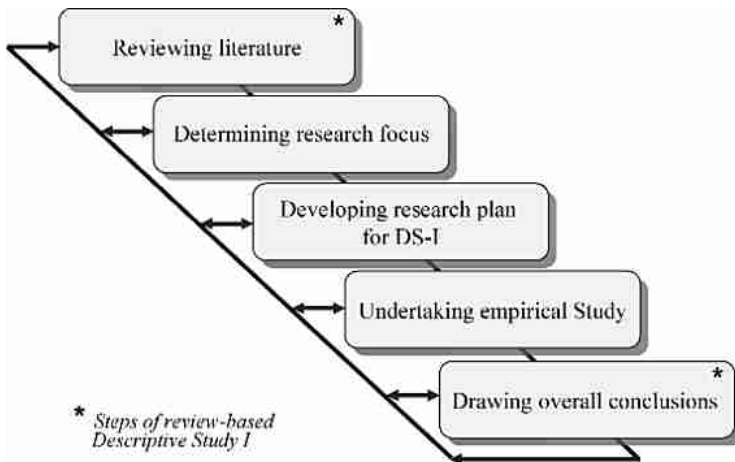 *
Reviewing literature
Determining research focus
Developing research plan
for DS-I
Undertaking empirical Study
*
Drawing overall conclusions
* Steps of review-based
Descriptive Study I